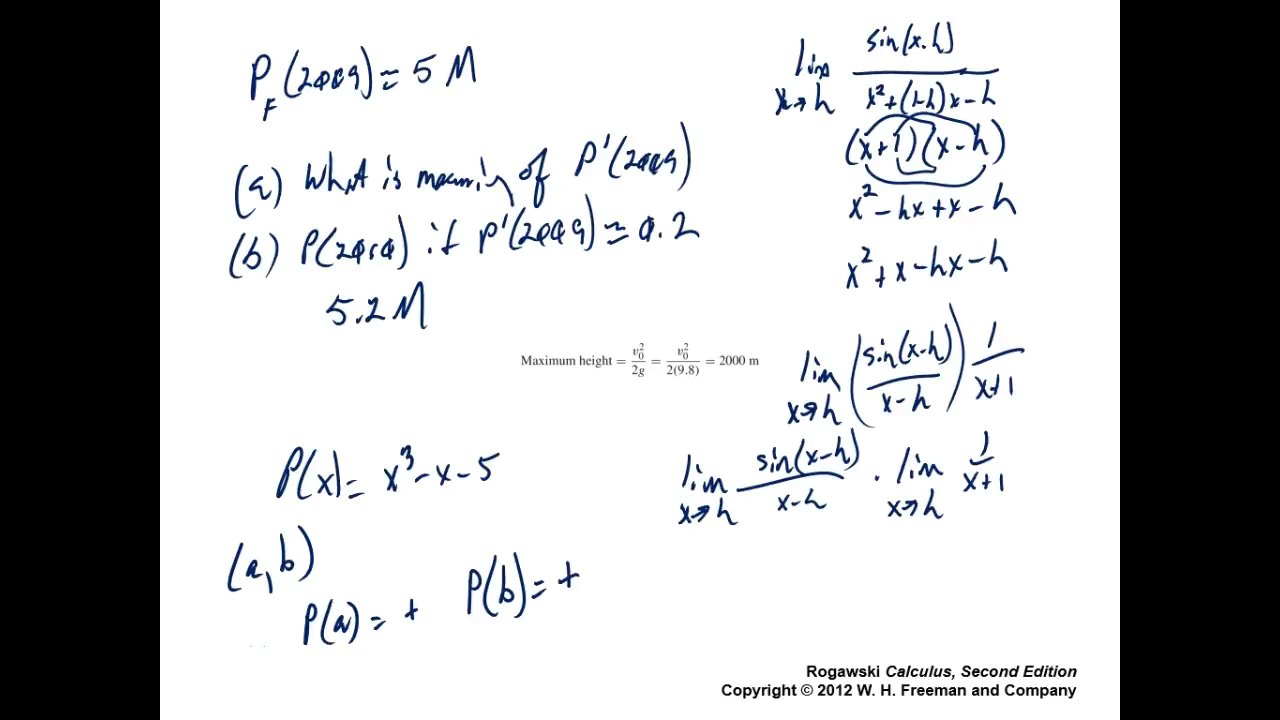 P_F(2009) ≈ 5 M
(a) What is meaning of P'(2009)
(b) P(2010) if P'(2009) ≈ 0.2
5.2 M
Maximum height = v₀²/2g = v₀²/2(9.8) = 2000 m
P(x) = x³ - x - 5
(a, b)
P(a) = + P(b) = +
lim x→h sin(x-h) / x² + (1-h)x - h
(x+1)(x-h)
x² - hx + x - h
x² + x - hx - h
lim x→h (sin(x-h) / x-h) 1 / x+1
lim x→h sin(x-h) / x-h · lim x→h 1 / x+1
Rogawski Calculus, Second Edition
Copyright © 2012 W. H. Freeman and Company